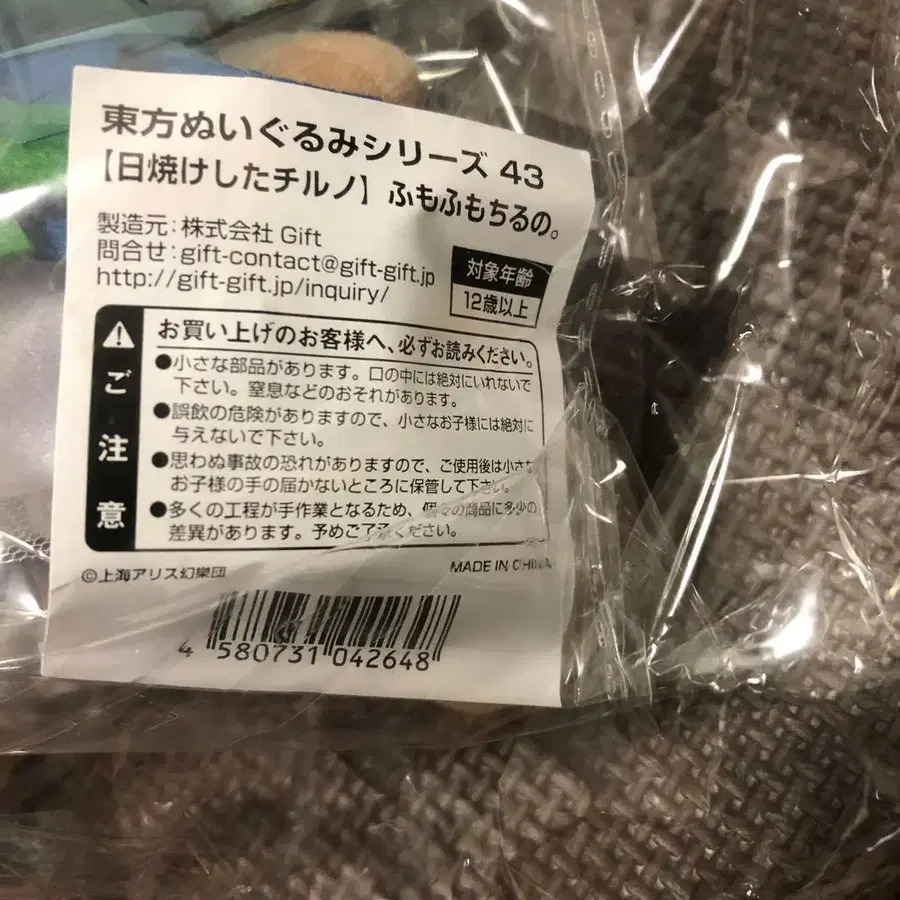 東方ぬいぐるみシリーズ 43
【日焼けしたチルノ】ふもふもちるの。
製造元：株式会社 Gift
問合せ：gift-contact@gift-gift.jp
http://gift-gift.jp/inquiry/
対象年齢
12歳以上
ご注意
お買い上げのお客様へ、必ずお読みください。
●小さな部品があります。口の中には絶対にいれないで
下さい。窒息などのおそれがあります。
●誤飲の危険がありますので、小さなお子様には絶対に
与えないで下さい。
●思わぬ事故の恐れがありますので、ご使用後は小さな
お子様の手の届かないところに保管して下さい。
●多くの工程が手作業となるため、個々の商品に多少の
差異があります。予めご了承ください。
©上海アリス幻樂団
MADE IN CHINA
4 580731 042648